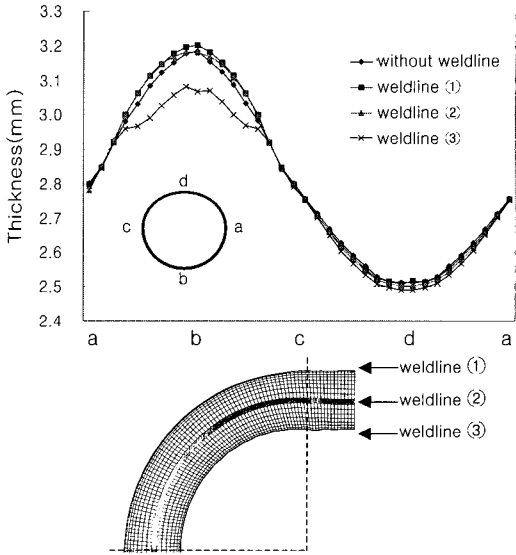 Thickness(mm)
3.3
3.2
3.1
3.0
2.9
2.8
2.7
2.6
2.5
2.4
without weldline
weldline ①
weldline ②
weldline ③
d
c
a
b
a
b
c
d
a
weldline ①
weldline ②
weldline ③